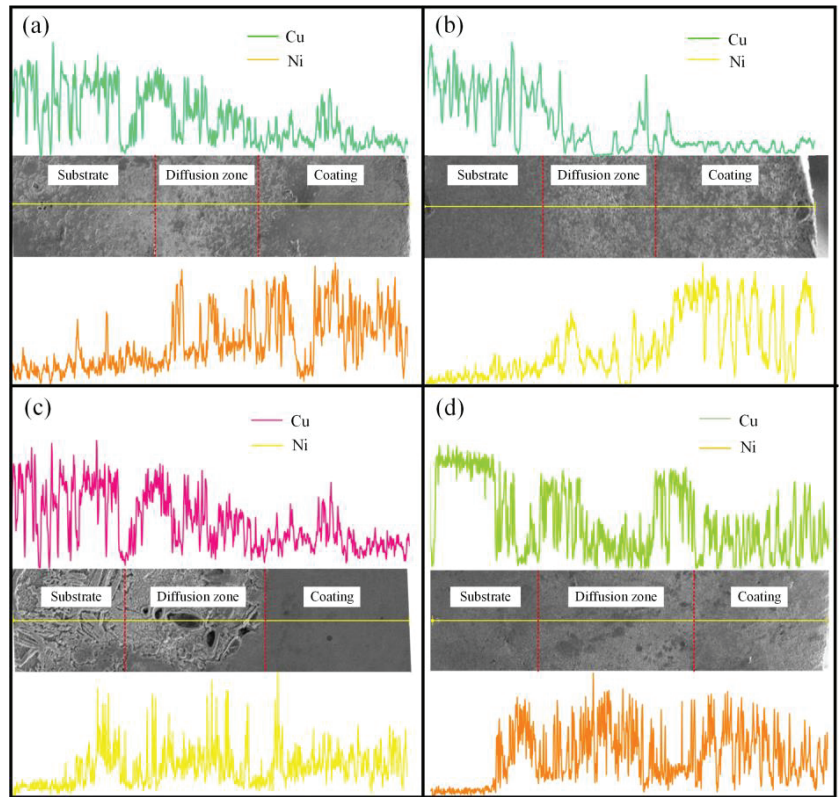 (a)
Cu
Ni
Substrate
Diffusion zone
Coating
(b)
Cu
Ni
Substrate
Diffusion zone
Coating
(c)
Cu
Ni
Substrate
Diffusion zone
Coating
(d)
Cu
Ni
Substrate
Diffusion zone
Coating